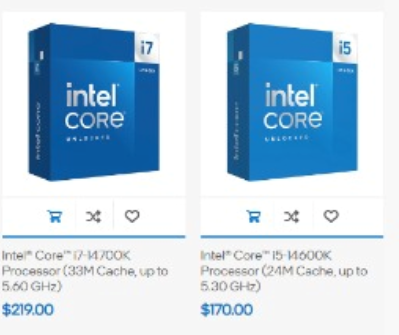 i7
intel
CORE
UNLOCKED
i5
intel
CORE
UNLOCKED
Intel® Core™ i7-14700K
Processor (33M Cache, up to
5.60 GHz)
$219.00
Intel® Core™ I5-14600K
Processor (24M Cache, up to
5.30 GHz)
$170.00